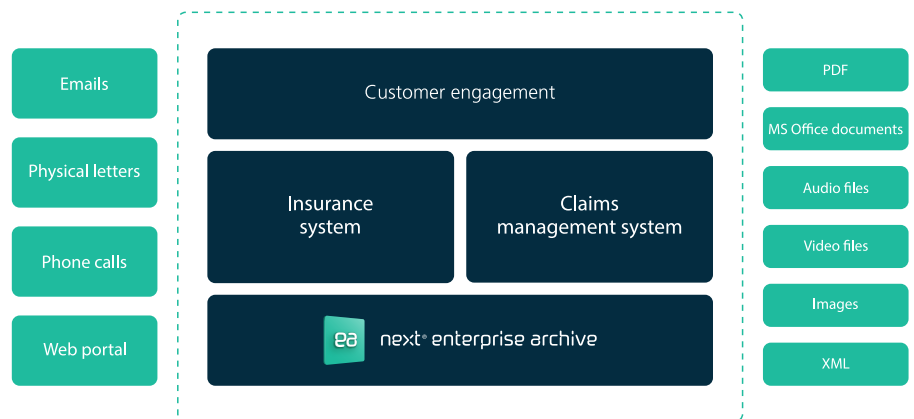 Emails
Physical letters
Phone calls
Web portal
Customer engagement
Insurance
system
Claims
management system
ea next® enterprise archive
PDF
MS Office documents
Audio files
Video files
Images
XML